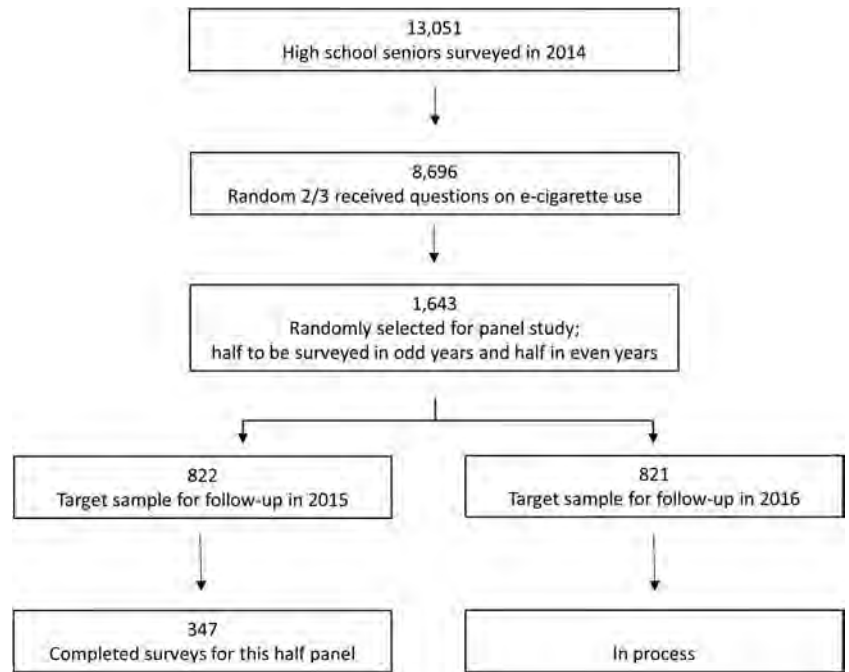 13,051
High school seniors surveyed in 2014
8,696
Random 2/3 received questions on e-cigarette use
1,643
Randomly selected for panel study;
half to be surveyed in odd years and half in even years
822
Target sample for follow-up in 2015
821
Target sample for follow-up in 2016
347
Completed surveys for this half panel
In process